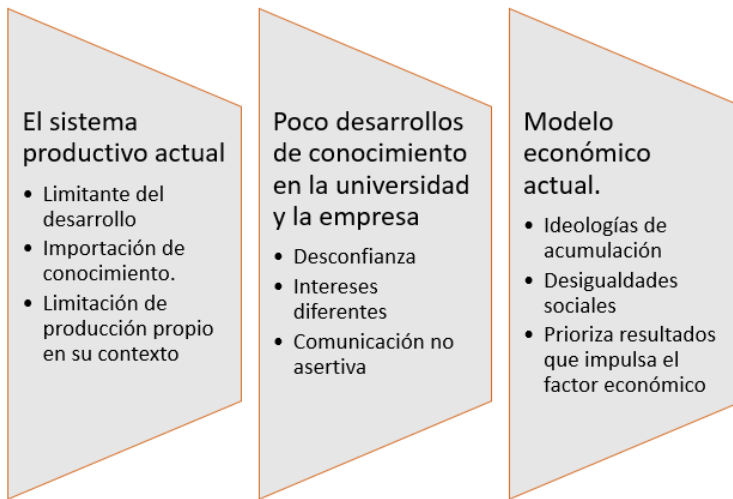 El sistema
productivo actual
• Limitante del
desarrollo
• Importación de
conocimiento.
• Limitación de
producción propio
en su contexto
Poco desarrollos
de conocimiento
en la universidad
y la empresa
• Desconfianza
• Intereses
diferentes
• Comunicación no
asertiva
Modelo
económico
actual.
• Ideologías de
acumulación
• Desigualdades
sociales
• Prioriza resultados
que impulsa el
factor económico